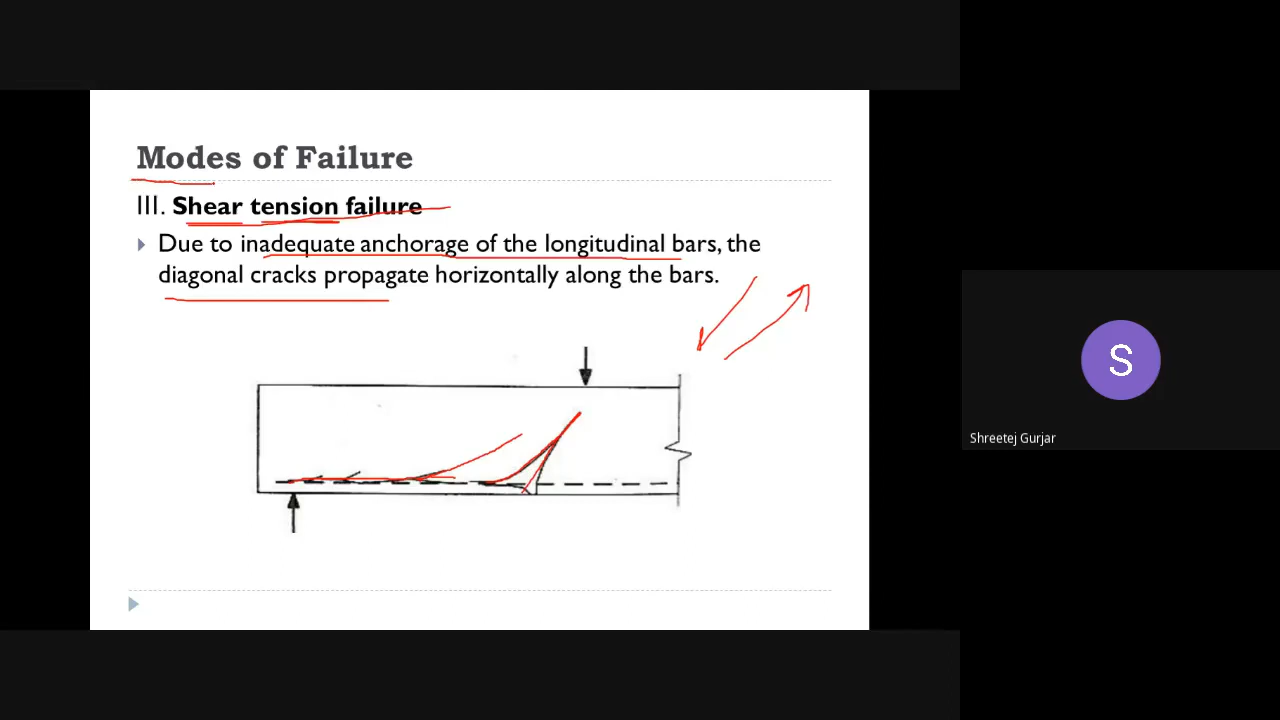 Modes of Failure
III. Shear tension failure
Due to inadequate anchorage of the longitudinal bars, the
diagonal cracks propagate horizontally along the bars.
S
Shreetej Gurjar